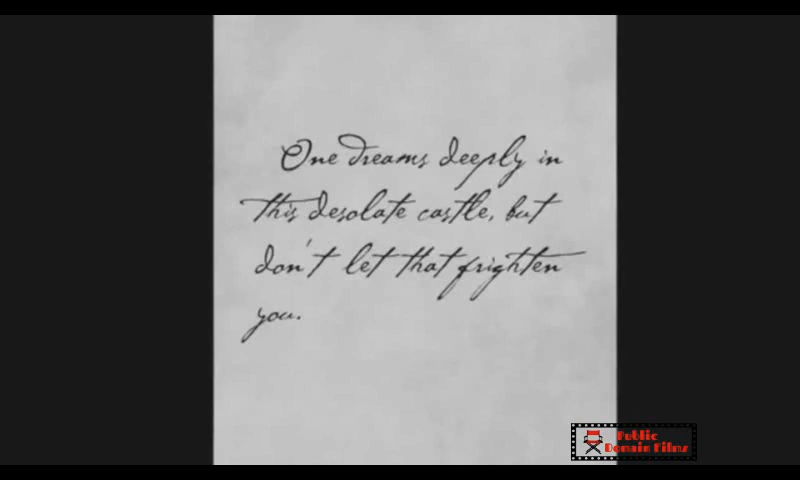 One dreams deeply in
this desolate castle, but
don't let that frighten
you.
Public
Domain Films